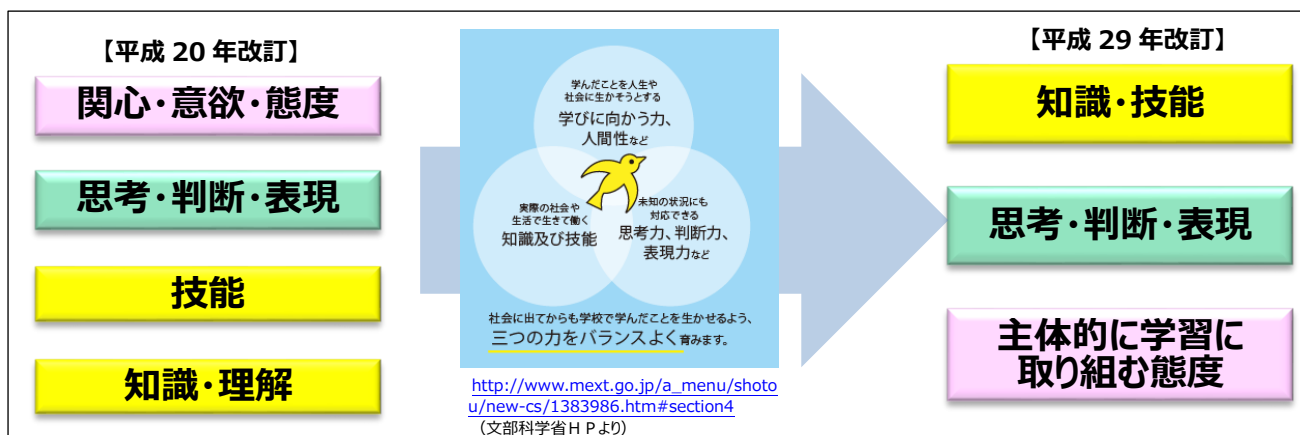 【平成 20 年改訂】
関心・意欲・態度
思考・判断・表現
技能
知識・理解
学んだことを人生や
社会に生かそうとする
学びに向かう力、
人間性など
実際の社会や
生活で生きて働く
知識及び技能
未知の状況にも
対応できる
思考力、判断力、
表現力など
社会に出てからも学校で学んだことを生かせるよう、
三つの力をバランスよく育みます。
http://www.mext.go.jp/a_menu/shoto
u/new-cs/1383986.htm#section4
（文部科学省ＨＰより）
【平成 29 年改訂】
知識・技能
思考・判断・表現
主体的に学習に
取り組む態度